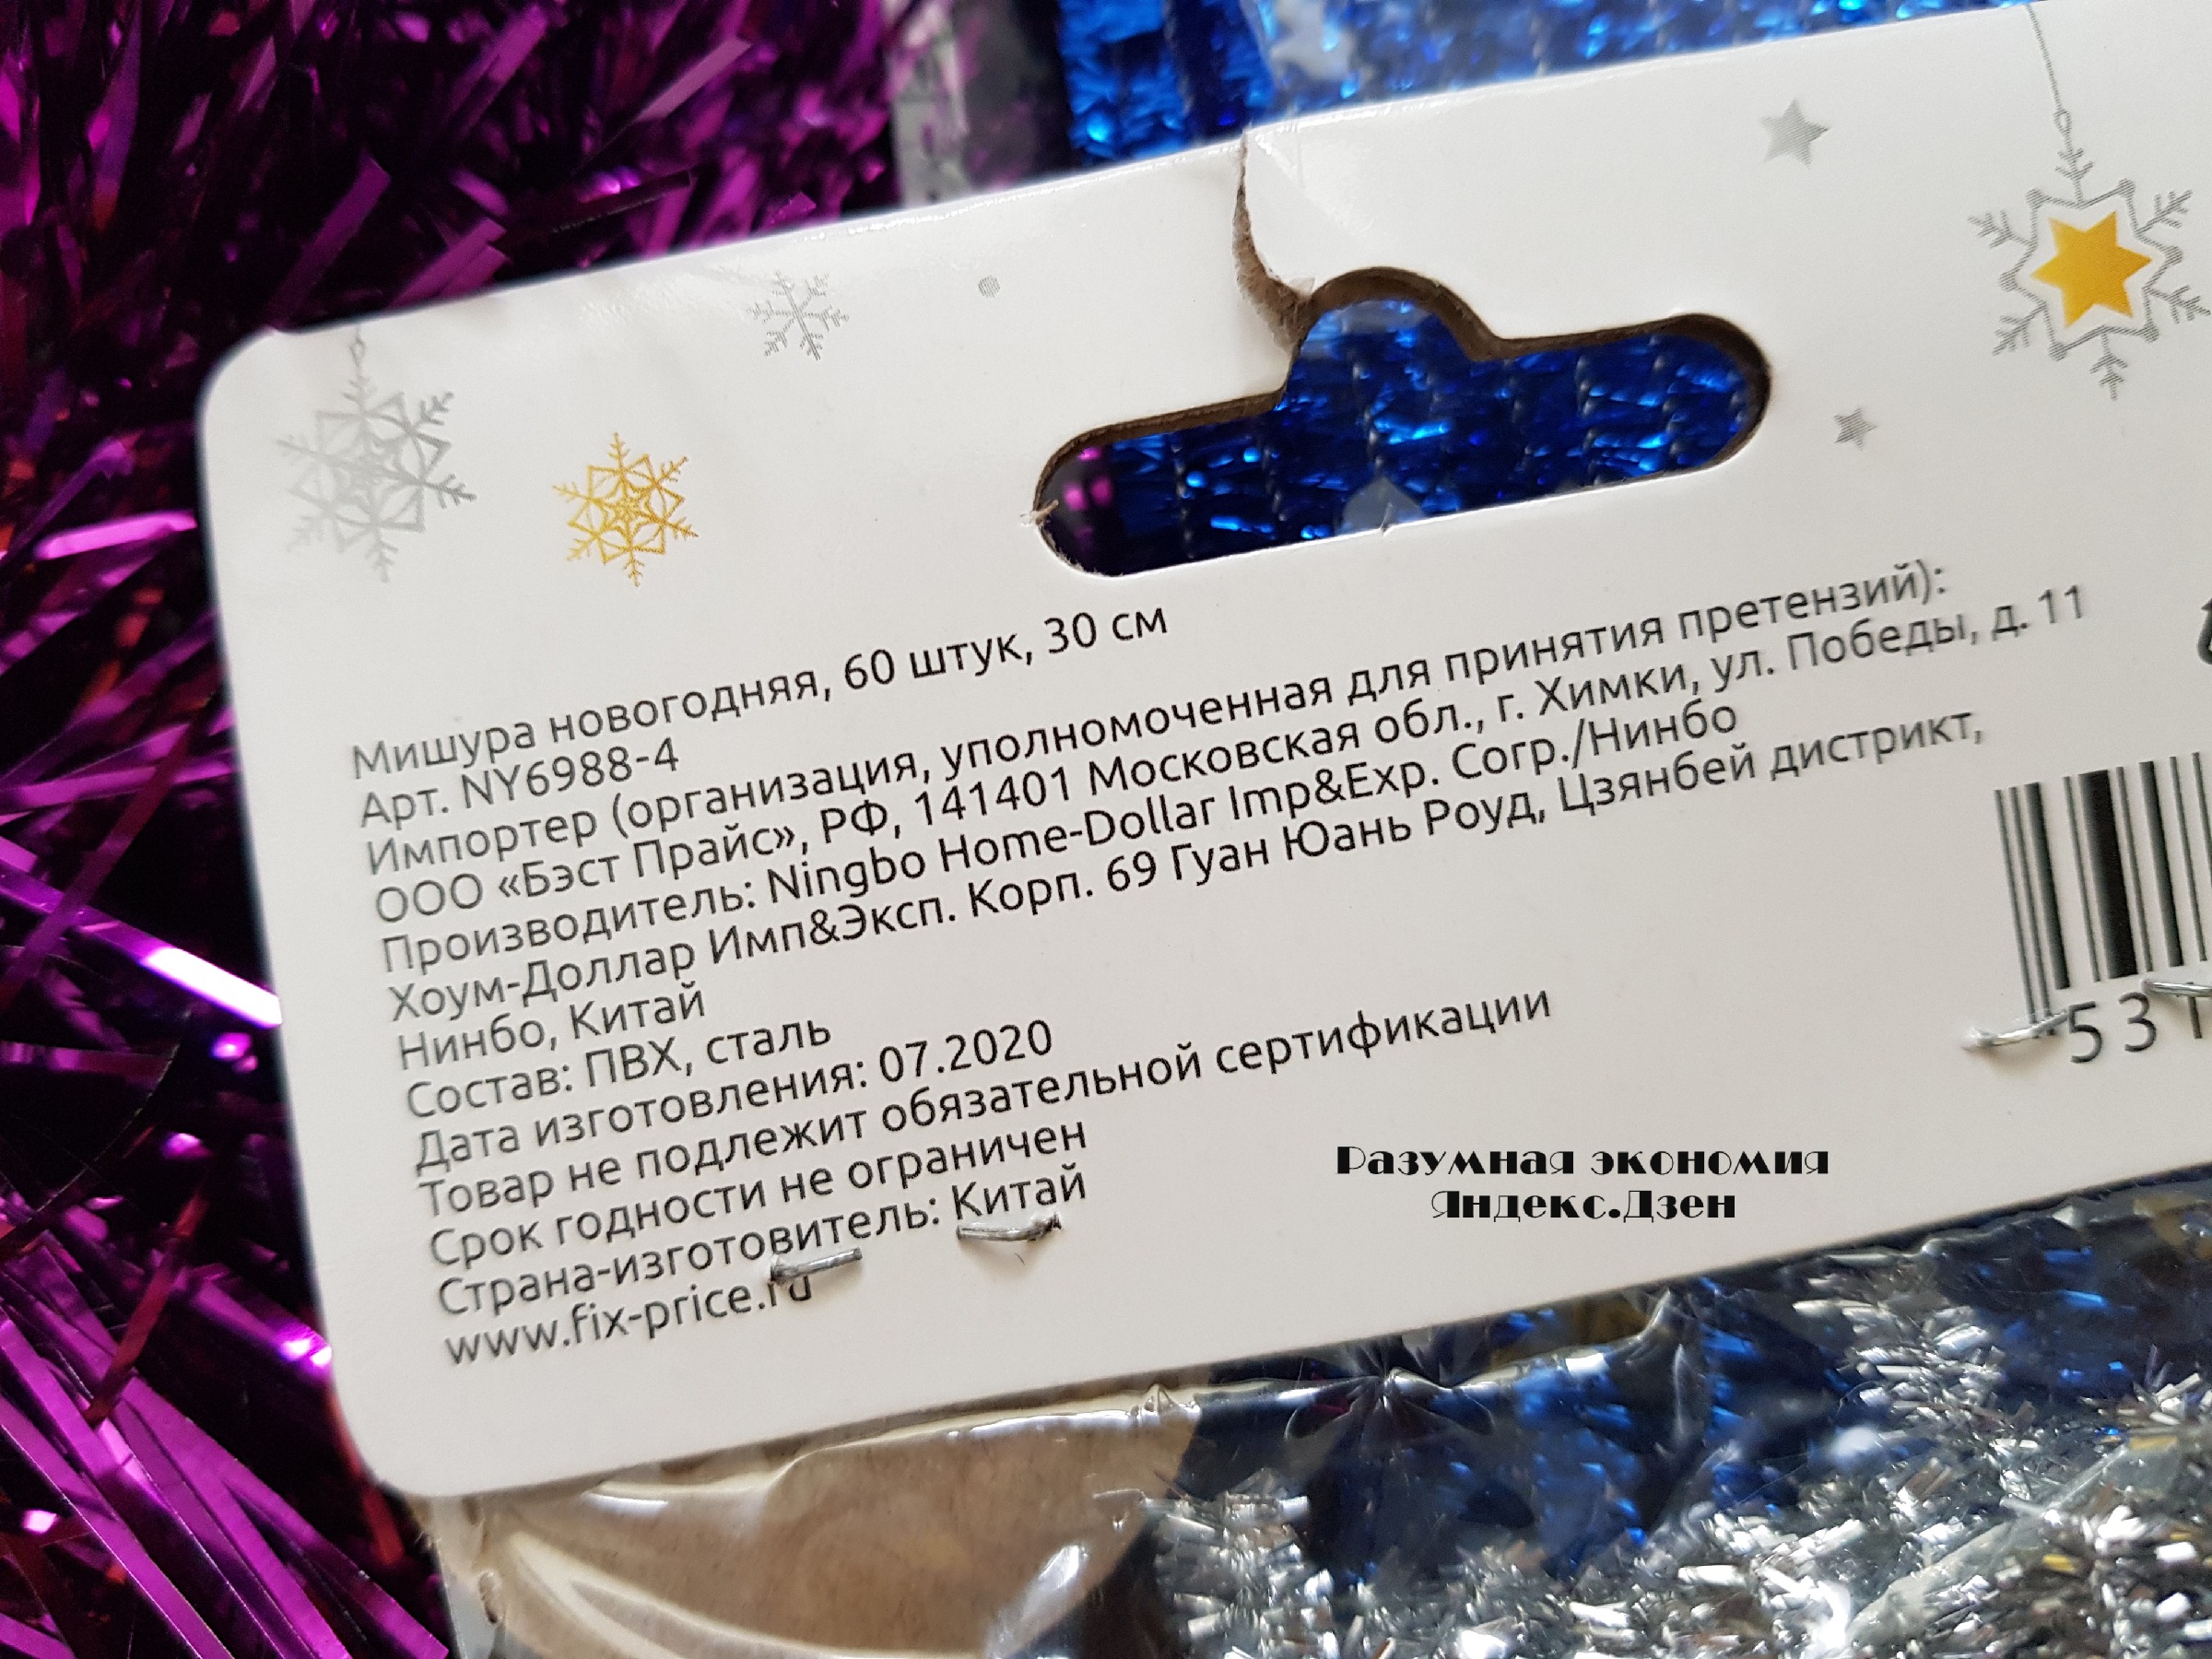 Мишура новогодняя, 60 штук, 30 см
Арт. NY6988-4
Импортер (организация, уполномоченная для принятия претензий):
ООО «Бэст Прайс», РФ, 141401 Московская обл., г. Химки, ул. Победы, д. 11
Производитель: Ningbo Home-Dollar Imp&Exp. Corp./Нинбо
Хоум-Доллар Имп&Эксп. Корп. 69 Гуан Юань Роуд, Цзянбей дистрикт,
Нинбо, Китай
Состав: ПВХ, сталь
Дата изготовления: 07.2020
Товар не подлежит обязательной сертификации
Срок годности не ограничен
Страна-изготовитель: Китай
www.fix-price.ru
53
Разумная экономия
Яндекс.Дзен